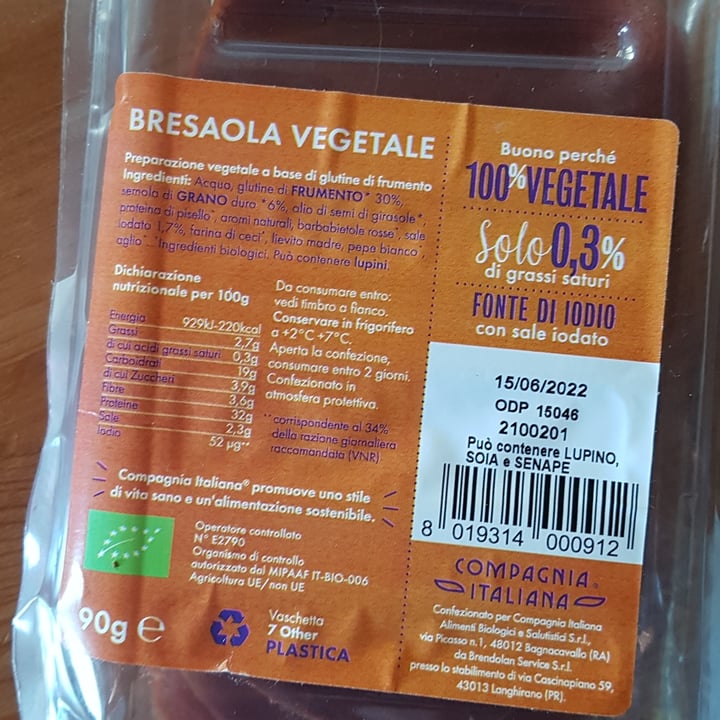 BRESAOLA VEGETALE
Preparazione vegetale a base di glutine di frumento
Ingredienti: Acqua, glutine di FRUMENTO* 30%,
semola di GRANO duro *6%, olio di semi di girasole*,
proteina di pisello*, aromi naturali, barbabietole rosse*, sale
iodato 1,7%, farina di ceci*, lievito madre, pepe bianco*,
aglio*. *Ingredienti biologici. Può contenere lupini.
Dichiarazione
nutrizionale per 100g
Energia 929kJ-220kcal
Grassi 2,7g
di cui acidi grassi saturi 0,3g
Carboidrati 19g
di cui Zuccheri 3,9g
Fibre 3,6g
Proteine 32g
Sale 2,3g
Iodio 52 µg**
Da consumare entro:
vedi timbro a fianco.
Conservare in frigorifero
a +2°C +7°C.
Aperta la confezione,
consumare entro 2 giorni.
Confezionato in
atmosfera protettiva.
**corrispondente al 34%
della razione giornaliera
raccomandata (VNR).
Compagnia Italiana® promuove uno stile
di vita sano e un'alimentazione sostenibile.
Operatore controllato
N° E2790
Organismo di controllo
autorizzato dal MIPAAF IT-BIO-006
Agricoltura UE/non UE
90g e
Vaschetta
7 Other
PLASTICA
Buono perché
100% VEGETALE
Solo 0,3%
di grassi saturi
FONTE DI IODIO
con sale iodato
15/06/2022
ODP 15046
2100201
Può contenere LUPINO,
SOIA e SENAPE
8 019314 000912
COMPAGNIA
ITALIANA
Confezionato per Compagnia Italiana
Alimenti Biologici e Salutistici S.r.l.,
via Picasso n.1, 48012 Bagnacavallo (RA)
da Brendolan Service S.r.l.
presso lo stabilimento di via Cascinapiano 59,
43013 Langhirano (PR).